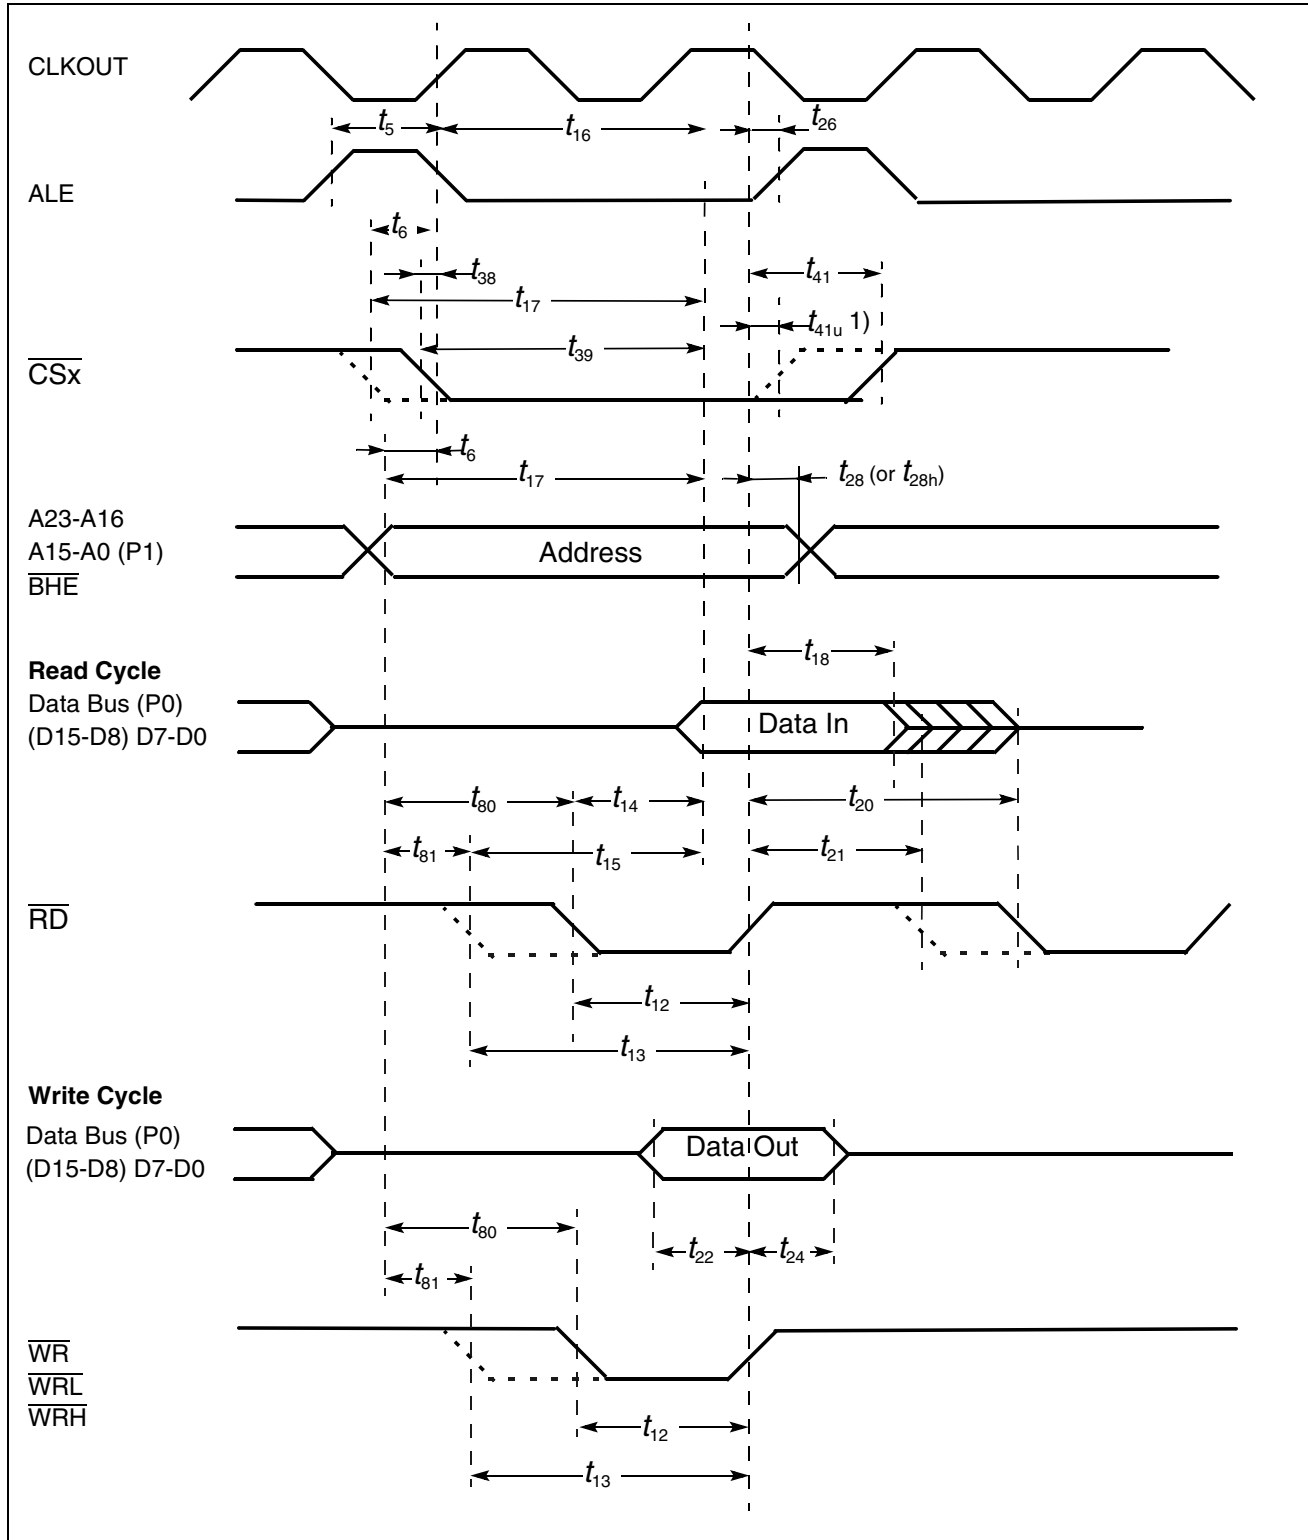 CLKOUT
t5 t16 t26
ALE
t6
t38 t41
t17
t41u 1)
t39
CSx
t6
t17 t28 (or t28h)
A23-A16
A15-A0 (P1) Address
BHE
t18
Read Cycle
Data Bus (P0) Data In
(D15-D8) D7-D0
t80 t14 t20
t81 t15 t21
RD
t12
t13
Write Cycle
Data Bus (P0) Data Out
(D15-D8) D7-D0
t80
t22 t24
t81
WR
WRL
WRH
t12
t13